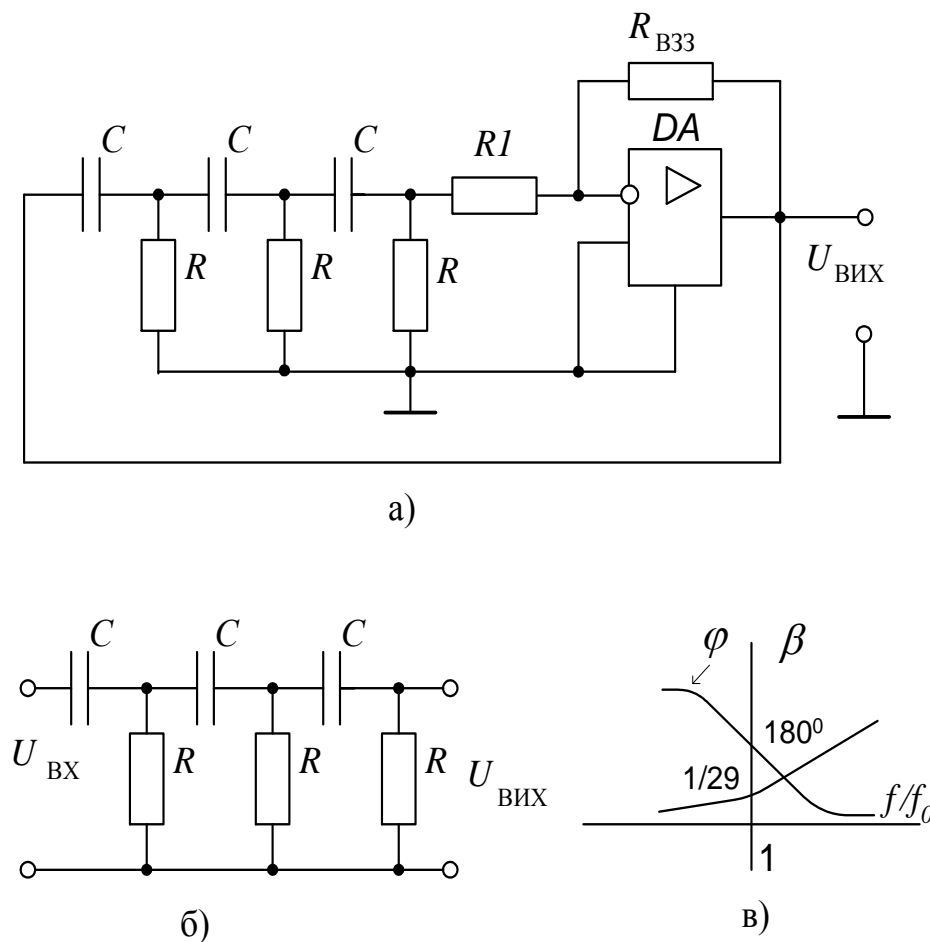 R ВЗЗ
DA
C C C R1
R R R
U ВИХ
а)
C C C
U ВХ R R R U ВИХ
б)
φ β
180⁰
1/29
f/f₀
1
в)